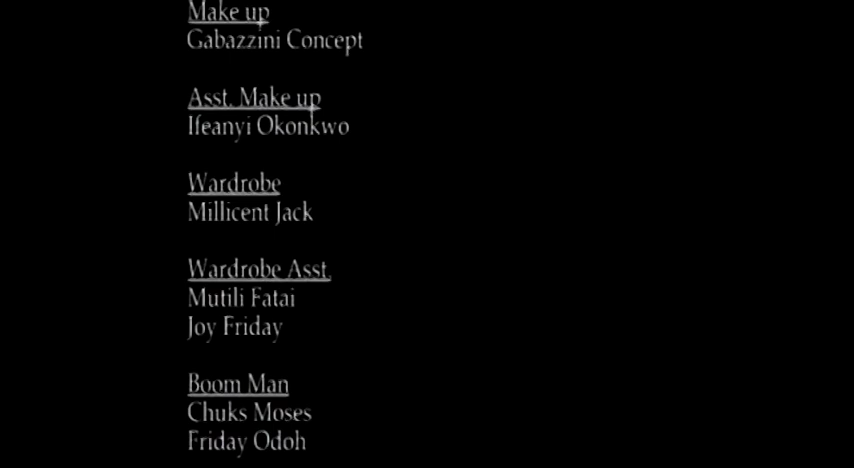 Make up
Gabazzini Concept
Asst. Make up
Ifeanyi Okonkwo
Wardrobe
Millicent Jack
Wardrobe Asst.
Mutili Fatai
Joy Friday
Boom Man
Chuks Moses
Friday Odoh